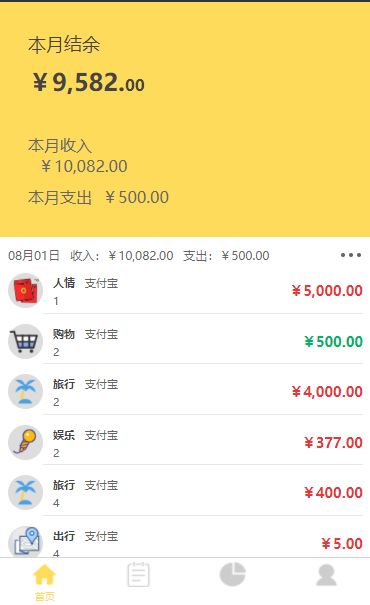 本月结余
￥9,582.00
本月收入
￥10,082.00
本月支出 ￥500.00
08月01日 收入：￥10,082.00 支出：￥500.00
人情 支付宝
￥5,000.00
1
购物 支付宝
￥500.00
2
旅行 支付宝
￥4,000.00
2
娱乐 支付宝
￥377.00
2
旅行 支付宝
￥400.00
4
出行 支付宝
￥5.00
4
首页